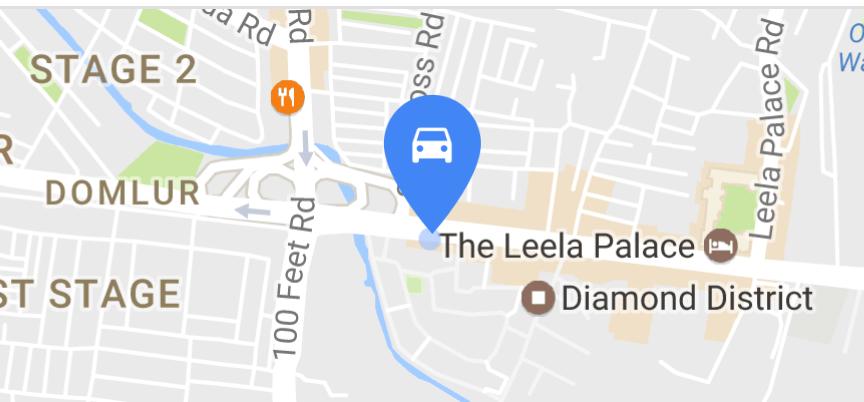 Rd
Rd
STAGE 2
R
DOMLUR
100 Feet Rd
ST STAGE
The Leela Palace
Diamond District
Leela Palace Rd